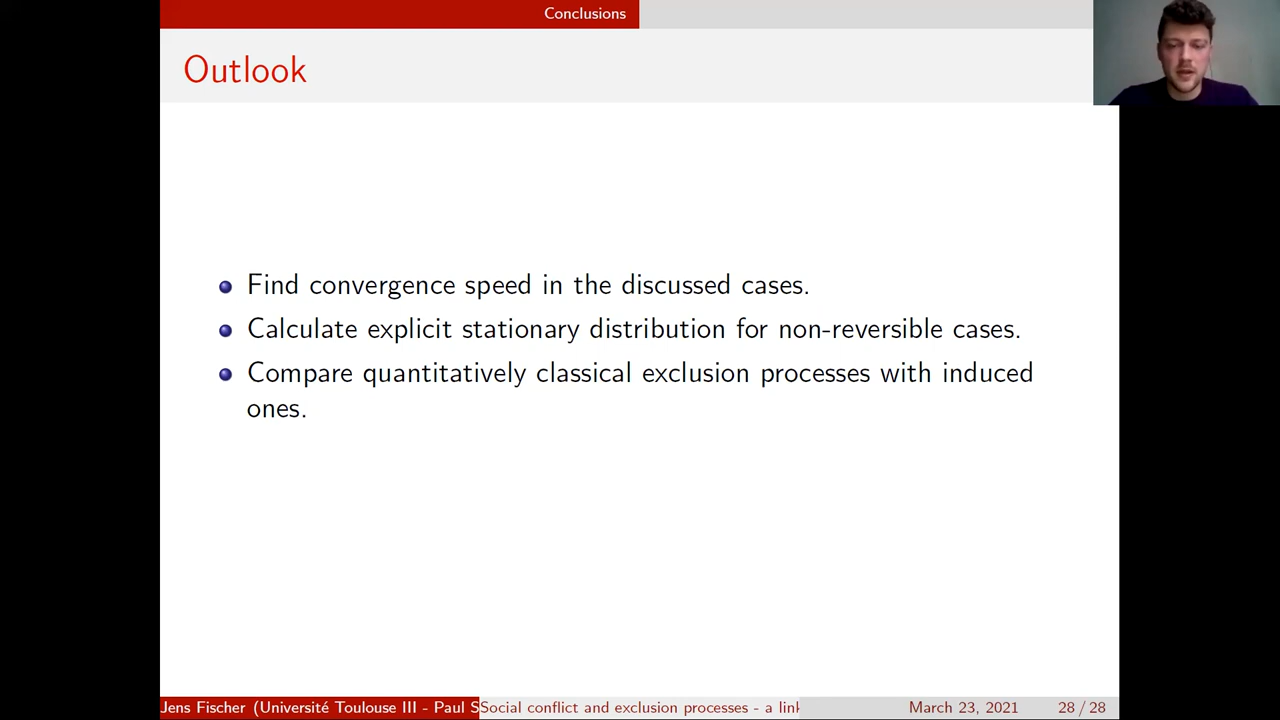 Conclusions
Outlook
Find convergence speed in the discussed cases.
Calculate explicit stationary distribution for non-reversible cases.
Compare quantitatively classical exclusion processes with induced
ones.
Jens Fischer (Université Toulouse III - Paul S
Social conflict and exclusion processes - a link
March 23, 2021
28 / 28